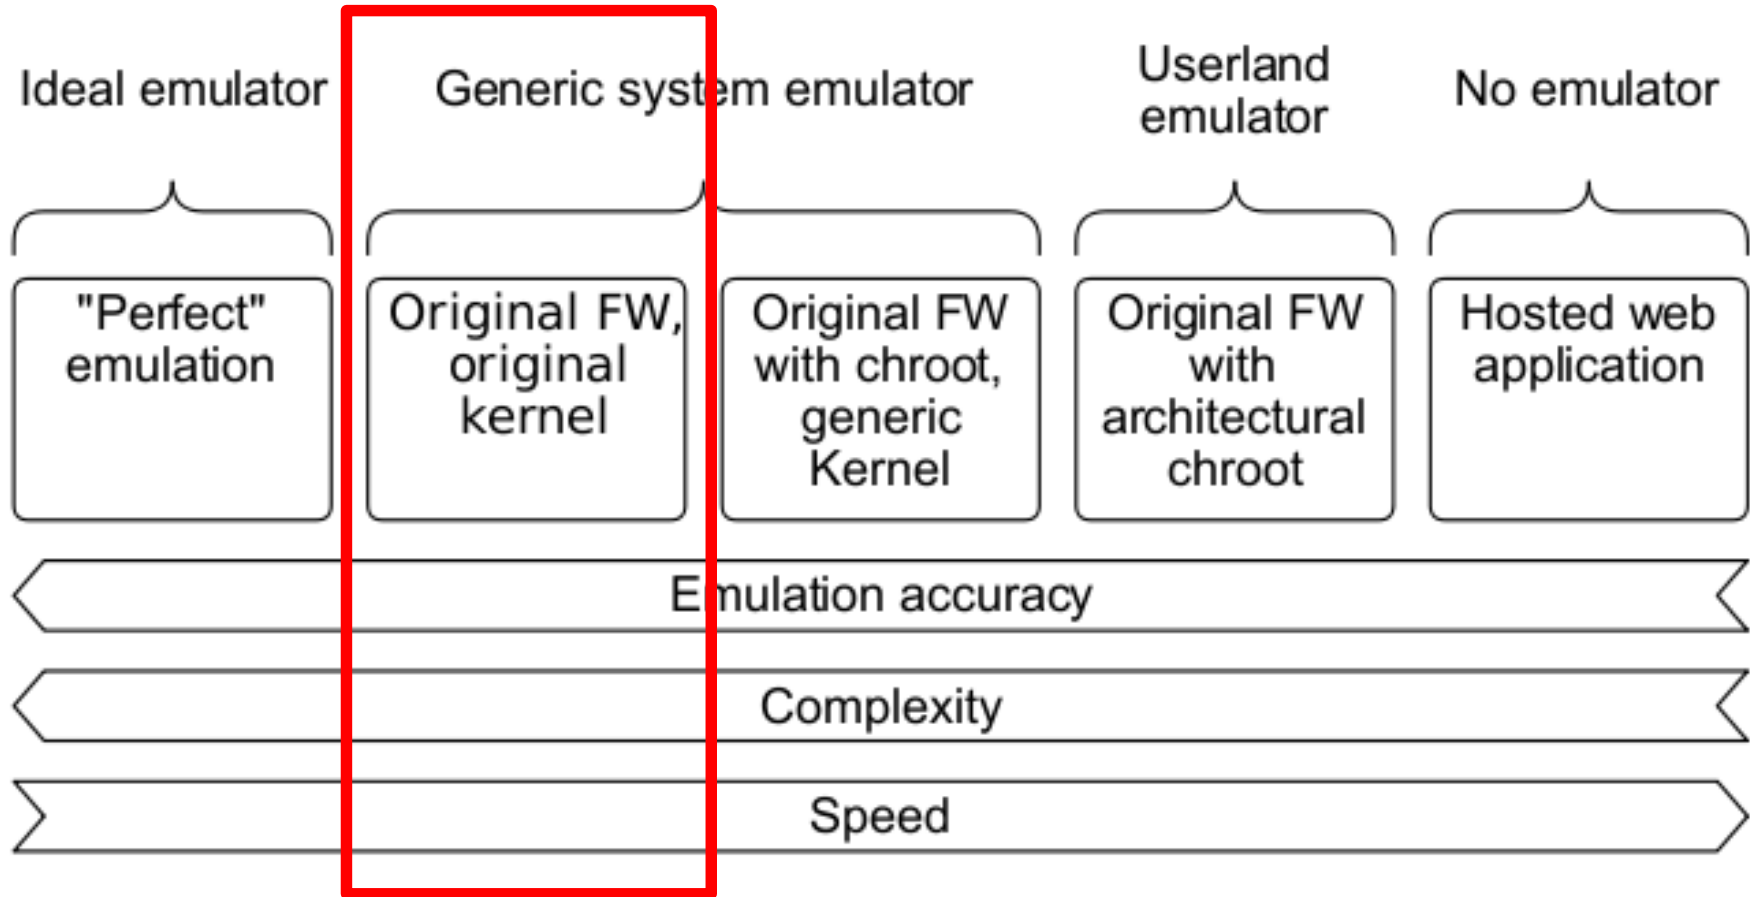 Ideal emulator
Generic system emulator
Userland
emulator
No emulator
"Perfect"
emulation
Original FW,
original
kernel
Original FW
with chroot,
generic
Kernel
Original FW
with
architectural
chroot
Hosted web
application
Emulation accuracy
Complexity
Speed